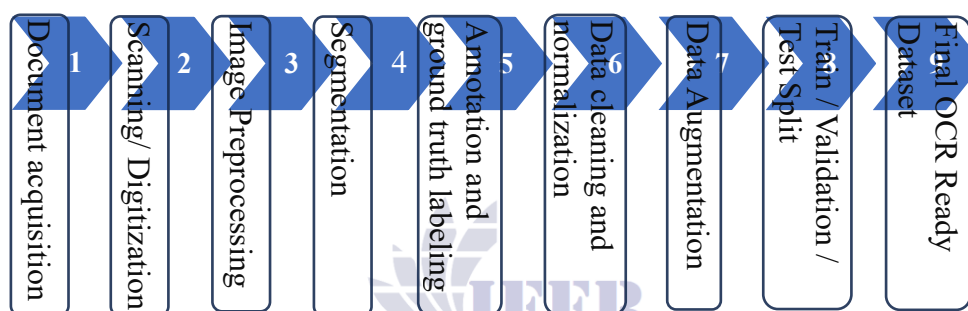 1
Document acquisition
2
Scanning/ Digitization
3
Image Preprocessing
4
Segmentation
5
Annotation and
ground truth labeling
6
Data cleaning and
normalization
7
Data Augmentation
8
Train / Validation /
Test Split
9
Final OCR Ready
Dataset